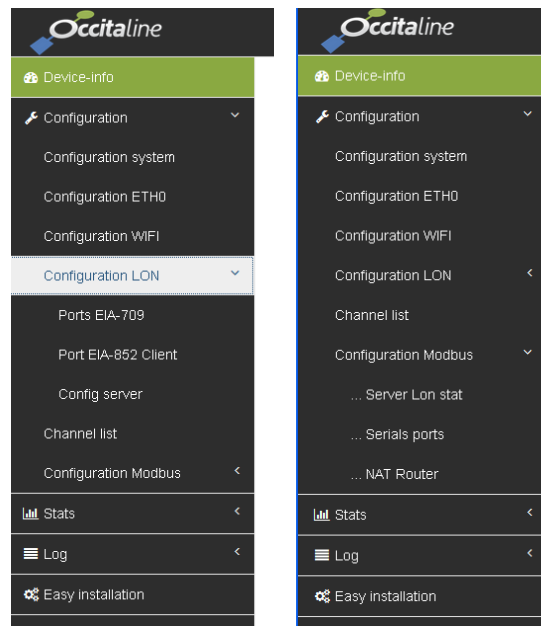 Occitaline
Device-info
Configuration
Configuration system
Configuration ETH0
Configuration WIFI
Configuration LON
Ports EIA-709
Port EIA-852 Client
Config server
Channel list
Configuration Modbus
Stats
Log
Easy installation
Occitaline
Device-info
Configuration
Configuration system
Configuration ETH0
Configuration WIFI
Configuration LON
Channel list
Configuration Modbus
... Server Lon stat
... Serials ports
... NAT Router
Stats
Log
Easy installation